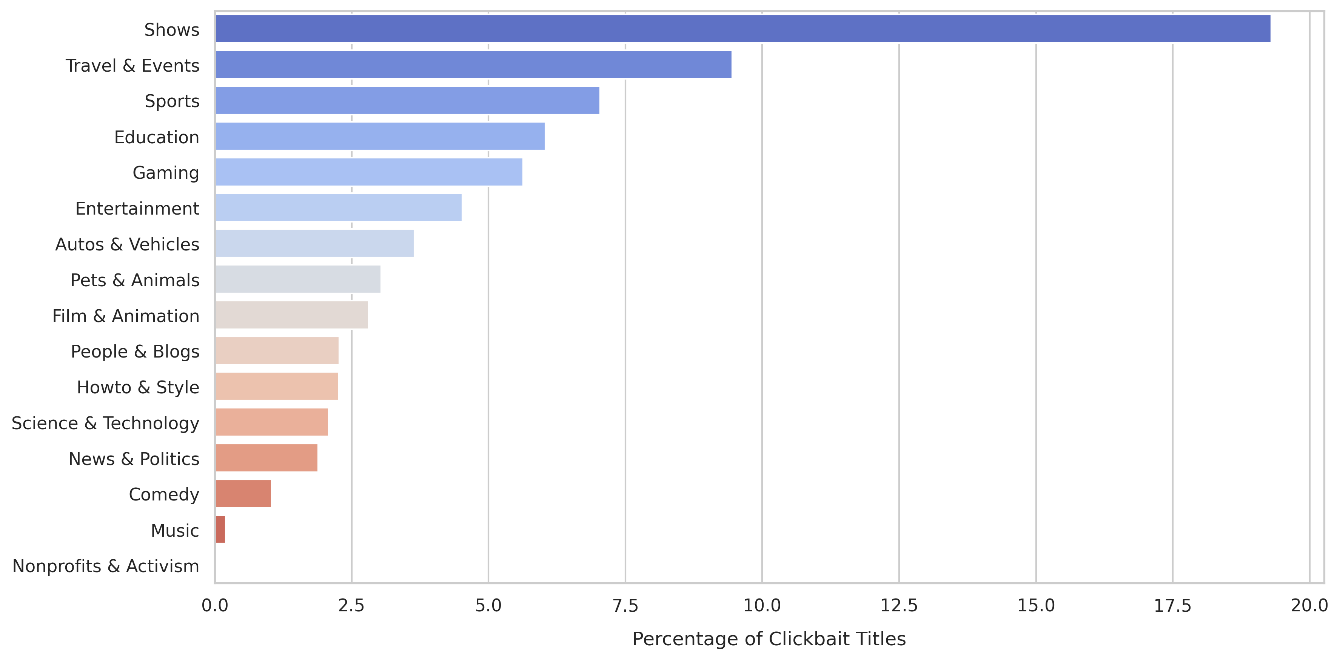 Shows
Travel & Events
Sports
Education
Gaming
Entertainment
Autos & Vehicles
Pets & Animals
Film & Animation
People & Blogs
Howto & Style
Science & Technology
News & Politics
Comedy
Music
Nonprofits & Activism
0.0 2.5 5.0 7.5 10.0 12.5 15.0 17.5 20.0
Percentage of Clickbait Titles